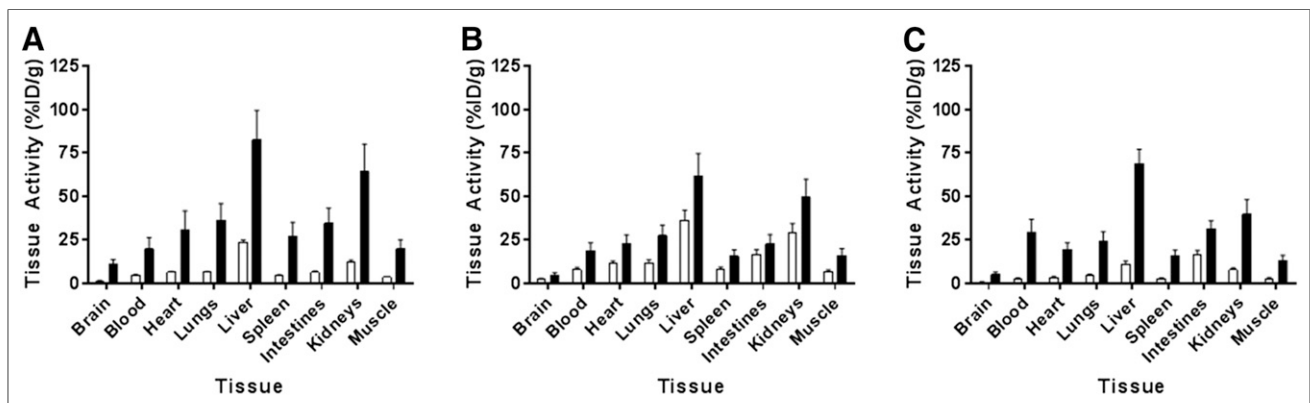 A
Tissue Activity (%ID/g)
125
100
75
50
25
0
Brain
Blood
Heart
Lungs
Liver
Spleen
Intestines
Kidneys
Muscle
Tissue
B
Tissue Activity (%ID/g)
125
100
75
50
25
0
Brain
Blood
Heart
Lungs
Liver
Spleen
Intestines
Kidneys
Muscle
Tissue
C
Tissue Activity (%ID/g)
125
100
75
50
25
0
Brain
Blood
Heart
Lungs
Liver
Spleen
Intestines
Kidneys
Muscle
Tissue